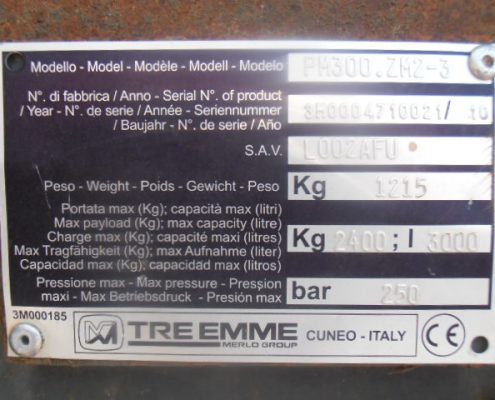 Modello - Model - Modèle - Modell - Modelo PM300.ZM2-3
N°. di fabbrica / Anno - Serial N°. of product
/ Year - N°. de serie / Année - Seriennummer 3M0004710021/ 10
/ Baujahr - N°. de serie / Año
S.A.V. L002AFU
Peso - Weight - Poids - Gewicht - Peso Kg 1215
Portata max (Kg); capacità max (litri)
Max payload (Kg); max capacity (litre)
Charge max (Kg); capacité maxi (litres) Kg 2400 ; l 3000
Max Tragfähigkeit (Kg); max Aufnahme (liter)
Capacidad max (Kg); capacidad max (litros)
Pressione max - Max pressure - Pression
maxi - Max Betriebsdruck - Presión max bar 250
3M000185
TRE EMME
MERLO GROUP
CUNEO - ITALY CE